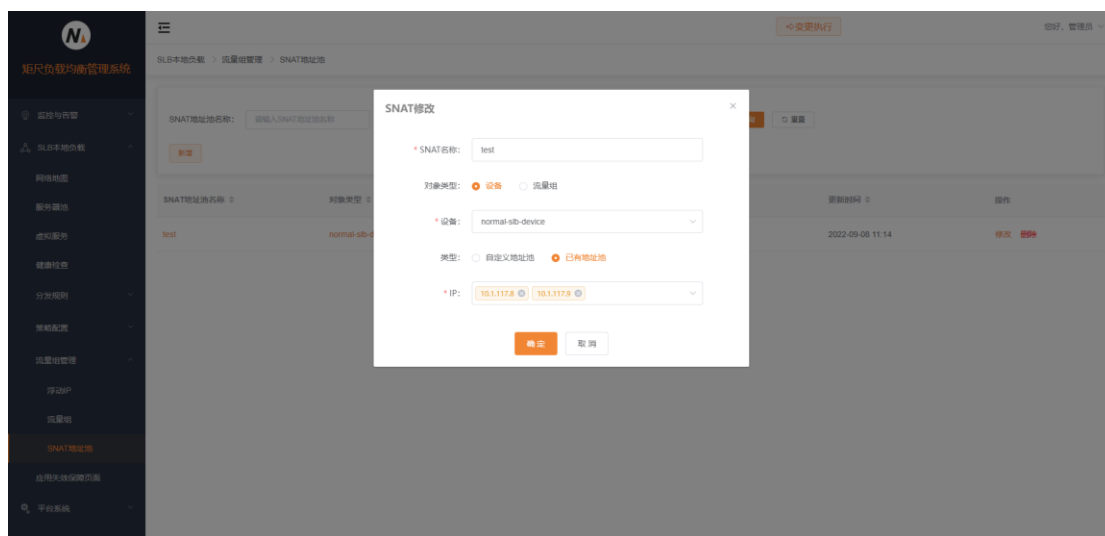 变更执行
您好，管理员
矩尺负载均衡管理系统
SLB本地负载 > 流量组管理 > SNAT地址池
监控与告警
SLB本地负载
网络地图
服务器池
虚拟服务
健康检查
分发规则
策略配置
流量组管理
浮动IP
流量组
SNAT地址池
应用失效保障页面
平台系统
SNAT地址池名称：
请输入SNAT地址池名称
重置
新增
SNAT地址池名称
对象类型
更新时间
操作
test
normal-slb-d
2022-09-08 11:14
修改 删除
SNAT修改
* SNAT名称： test
对象类型： 设备 流量组
* 设备： normal-slb-device
类型： 自定义地址池 已有地址池
* IP： 10.1.117.8 10.1.117.9
确定 取消